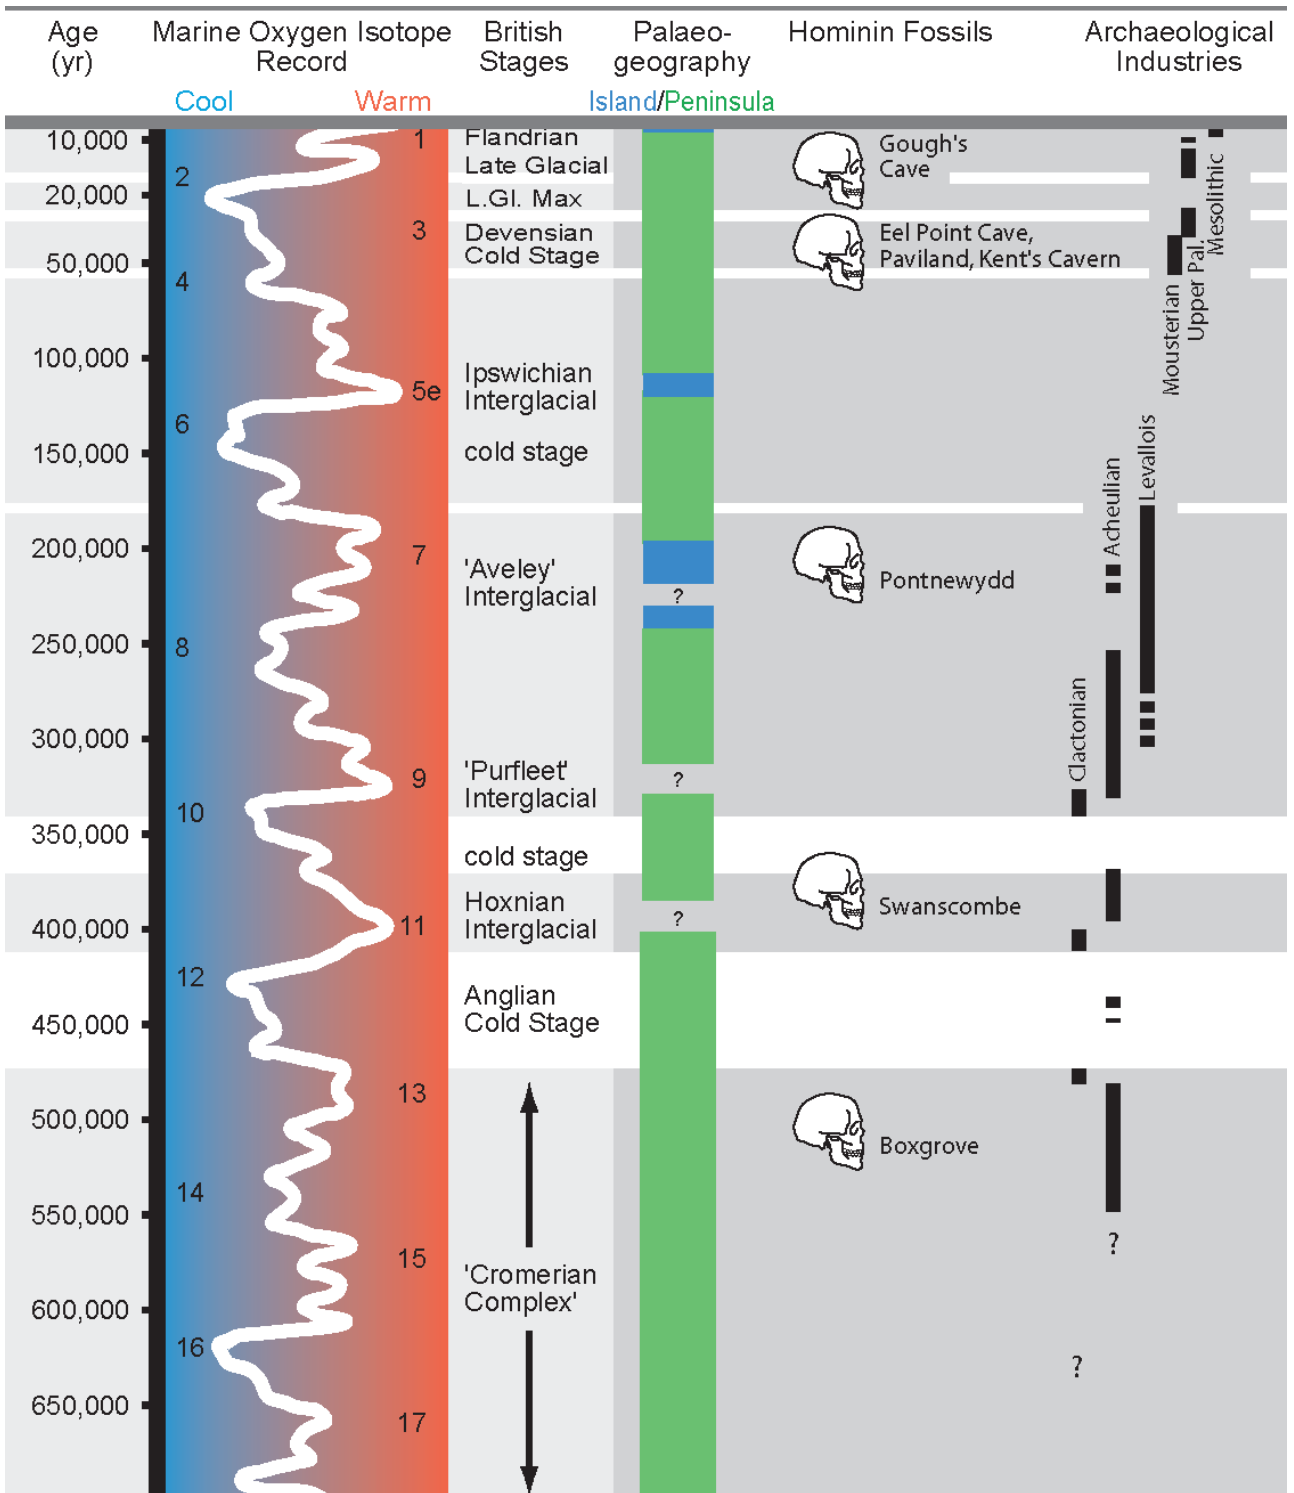 Age
(yr)
Marine Oxygen Isotope
Record
Cool
Warm
British
Stages
Palaeo-
geography
Island/Peninsula
Hominin Fossils
Archaeological
Industries
10,000
20,000
50,000
100,000
150,000
200,000
250,000
300,000
350,000
400,000
450,000
500,000
550,000
600,000
650,000
1
2
3
4
5e
6
7
8
9
10
11
12
13
14
15
16
17
Flandrian
Late Glacial
L.Gl. Max
Devensian
Cold Stage
Ipswichian
Interglacial
cold stage
'Aveley'
Interglacial
'Purfleet'
Interglacial
cold stage
Hoxnian
Interglacial
Anglian
Cold Stage
'Cromerian
Complex'
?
?
?
Gough's
Cave
Eel Point Cave,
Paviland, Kent's Cavern
Pontnewydd
Swanscombe
Boxgrove
Clactonian
Acheulian
Levallois
Mousterian
Upper Pal.
Mesolithic
?
?